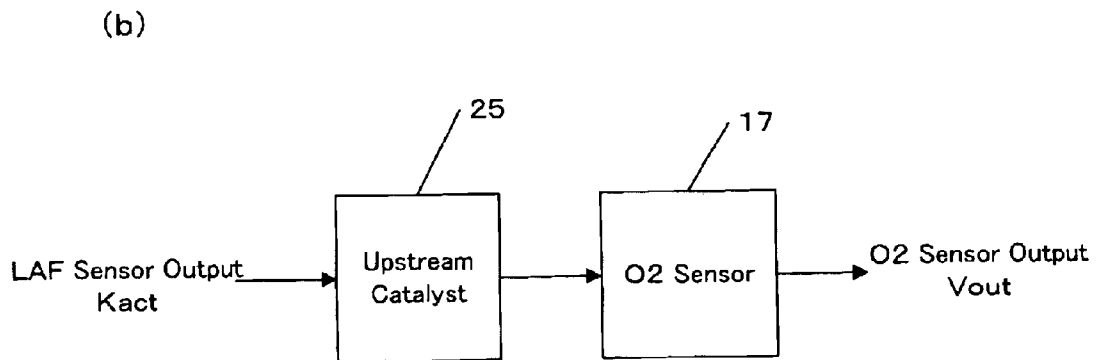 (b)
25
17
LAF Sensor Output
Kact
Upstream
Catalyst
O2 Sensor
O2 Sensor Output
Vout